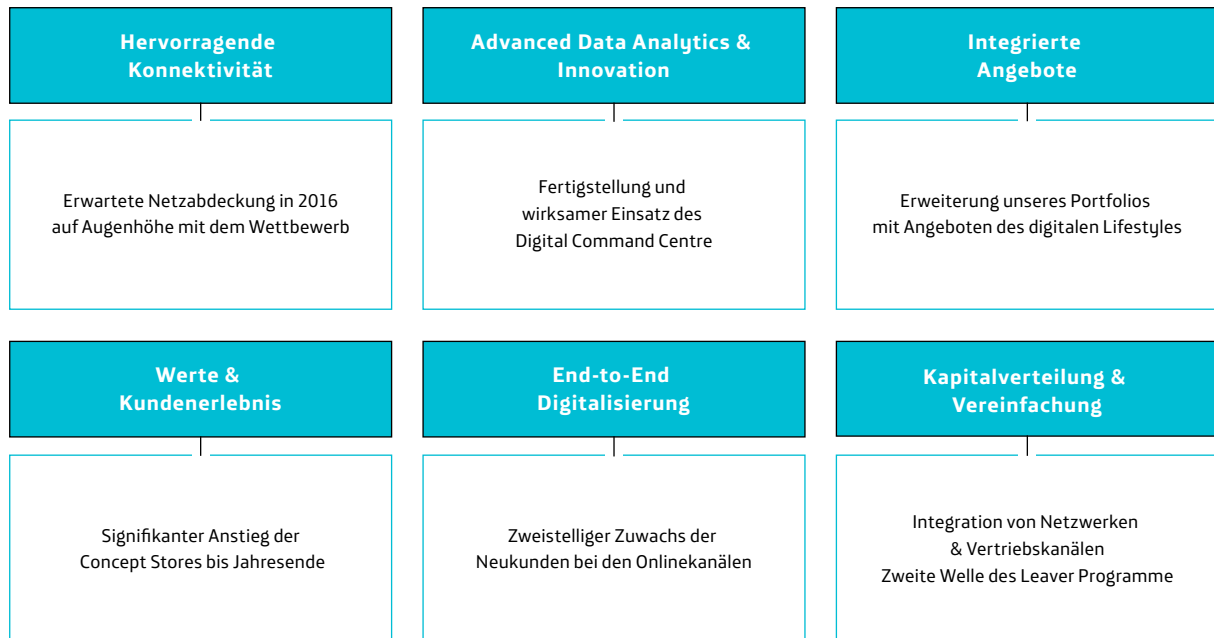 Hervorragende
Konnektivität
Erwartete Netzabdeckung in 2016
auf Augenhöhe mit dem Wettbewerb
Advanced Data Analytics &
Innovation
Fertigstellung und
wirksamer Einsatz des
Digital Command Centre
Integrierte
Angebote
Erweiterung unseres Portfolios
mit Angeboten des digitalen Lifestyles
Werte &
Kundenerlebnis
Signifikanter Anstieg der
Concept Stores bis Jahresende
End-to-End
Digitalisierung
Zweistelliger Zuwachs der
Neukunden bei den Onlinekanälen
Kapitalverteilung &
Vereinfachung
Integration von Netzwerken
& Vertriebskanälen
Zweite Welle des Leaver Programme